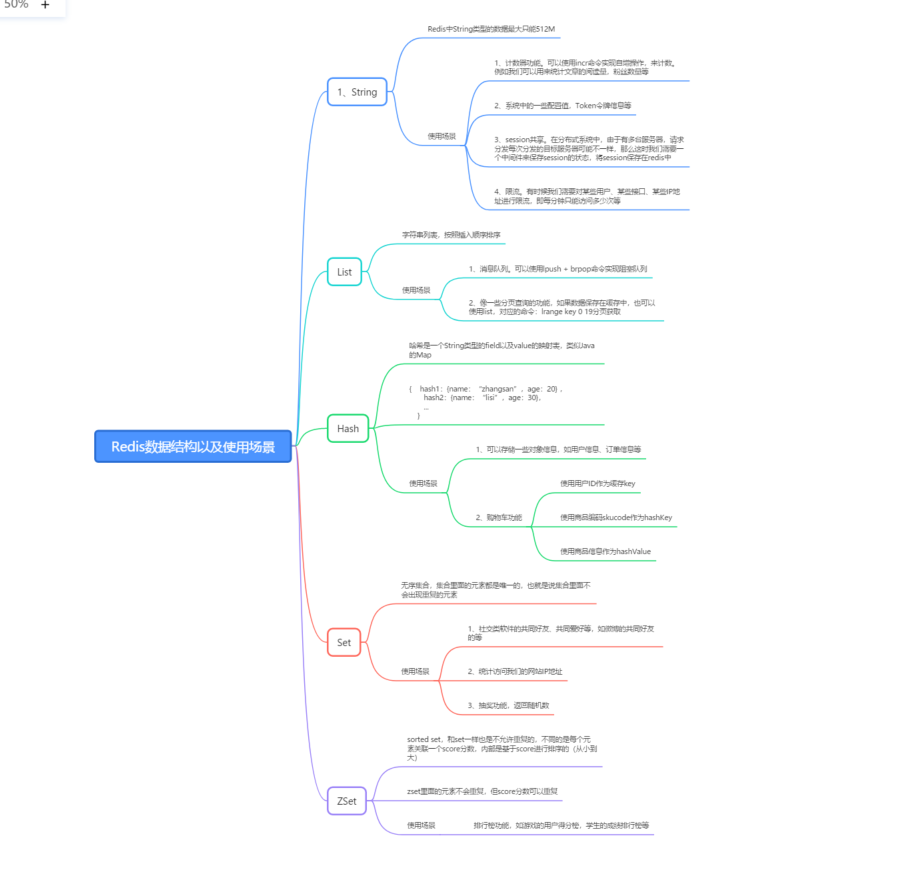 50% +
Redis数据结构以及使用场景
1、String
Redis中String类型的数据最大只能512M
使用场景
1、计数器功能。可以使用incr命令实现自增操作，来计数。
例如我们可以用来统计文章的阅读量，粉丝数量等
2、系统中的一些配置值，Token令牌信息等
3、session共享。在分布式系统中，由于有多台服务器，请求
分发每次分发的目标服务器可能不一样，那么这时我们需要一
个中间件来保存session的状态，将session保存在redis中
4、限流。有时候我们需要对某些用户、某些接口、某些IP地
址进行限流，即每分钟只能访问多少次等
List
字符串列表，按照插入顺序排序
使用场景
1、消息队列。可以使用lpush + brpop命令实现阻塞队列
2、像一些分页查询的功能，如果数据保存在缓存中，也可以
使用list，对应的命令：lrange key 0 19分页获取
Hash
哈希是一个String类型的field以及value的映射表，类似Java
的Map
{ hash1：{name：“zhangsan”，age：20}，
hash2：{name：“lisi”，age：30}，
...
}
使用场景
1、可以存储一些对象信息，如用户信息、订单信息等
2、购物车功能
使用用户ID作为缓存key
使用商品编码skucode作为hashKey
使用商品信息作为hashValue
Set
无序集合，集合里面的元素都是唯一的，也就是说集合里面不
会出现重复的元素
使用场景
1、社交类软件的共同好友、共同爱好等，如微博的共同好友
的等
2、统计访问我们的网站IP地址
3、抽奖功能，返回随机数
ZSet
sorted set，和set一样也是不允许重复的，不同的是每个元
素关联一个score分数，内部是基于score进行排序的（从小到
大）
zset里面的元素不会重复，但score分数可以重复
使用场景
排行榜功能，如游戏的用户得分榜，学生的成绩排行榜等